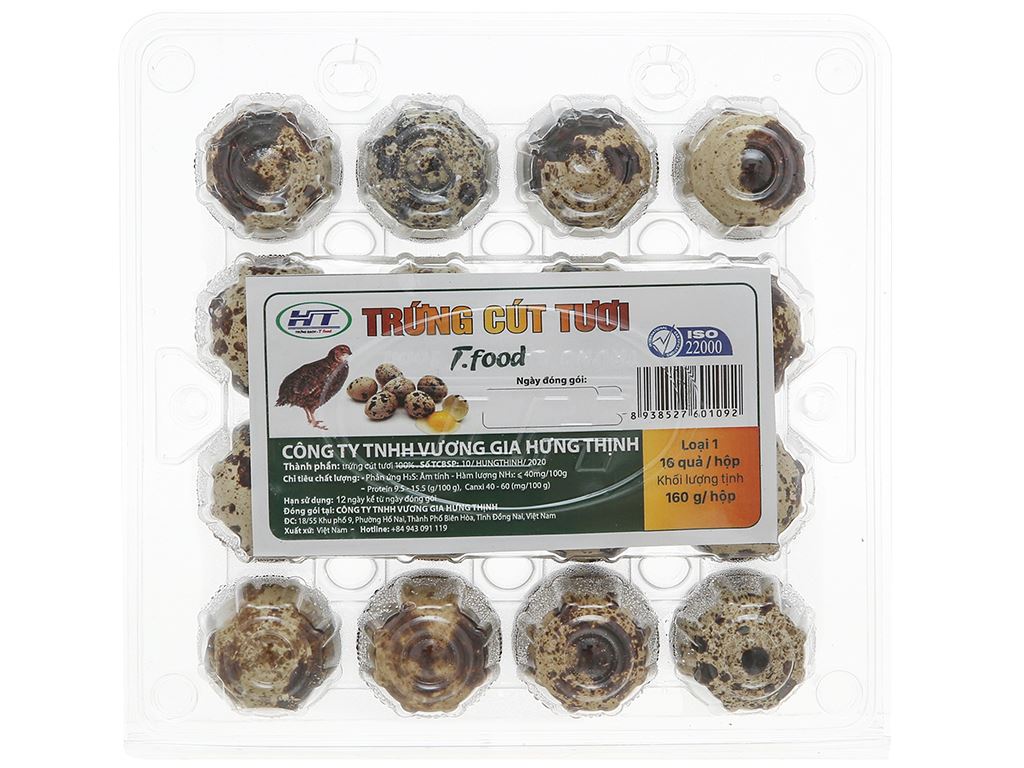 HT
TRỨNG SẠCH - T food
TRỨNG CÚT TƯƠI
T.food
ISO
22000
Ngày đóng gói:
8 938527 601092
CÔNG TY TNHH VƯƠNG GIA HƯNG THỊNH
Thành phần: trứng cút tươi 100% . Số TCBSP: 10/ HUNGTHINH/ 2020
Chỉ tiêu chất lượng: - Phản ứng H₂S: Âm tính - Hàm lượng NH₃: ≤ 40mg/100g
– Protein 9.5 - 15.5 (g/100 g), Canxi 40 - 60 (mg/100 g)
Hạn sử dụng: 12 ngày kể từ ngày đóng gói
Đóng gói tại: CÔNG TY TNHH VƯƠNG GIA HƯNG THỊNH
ĐC: 18/55 Khu phố 9, Phường Hố Nai, Thành Phố Biên Hòa, Tỉnh Đồng Nai, Việt Nam
Xuất xứ: Việt Nam – Hotline: +84 943 091 119
Loại 1
16 quả / hộp
Khối lượng tịnh
160 g/ hộp